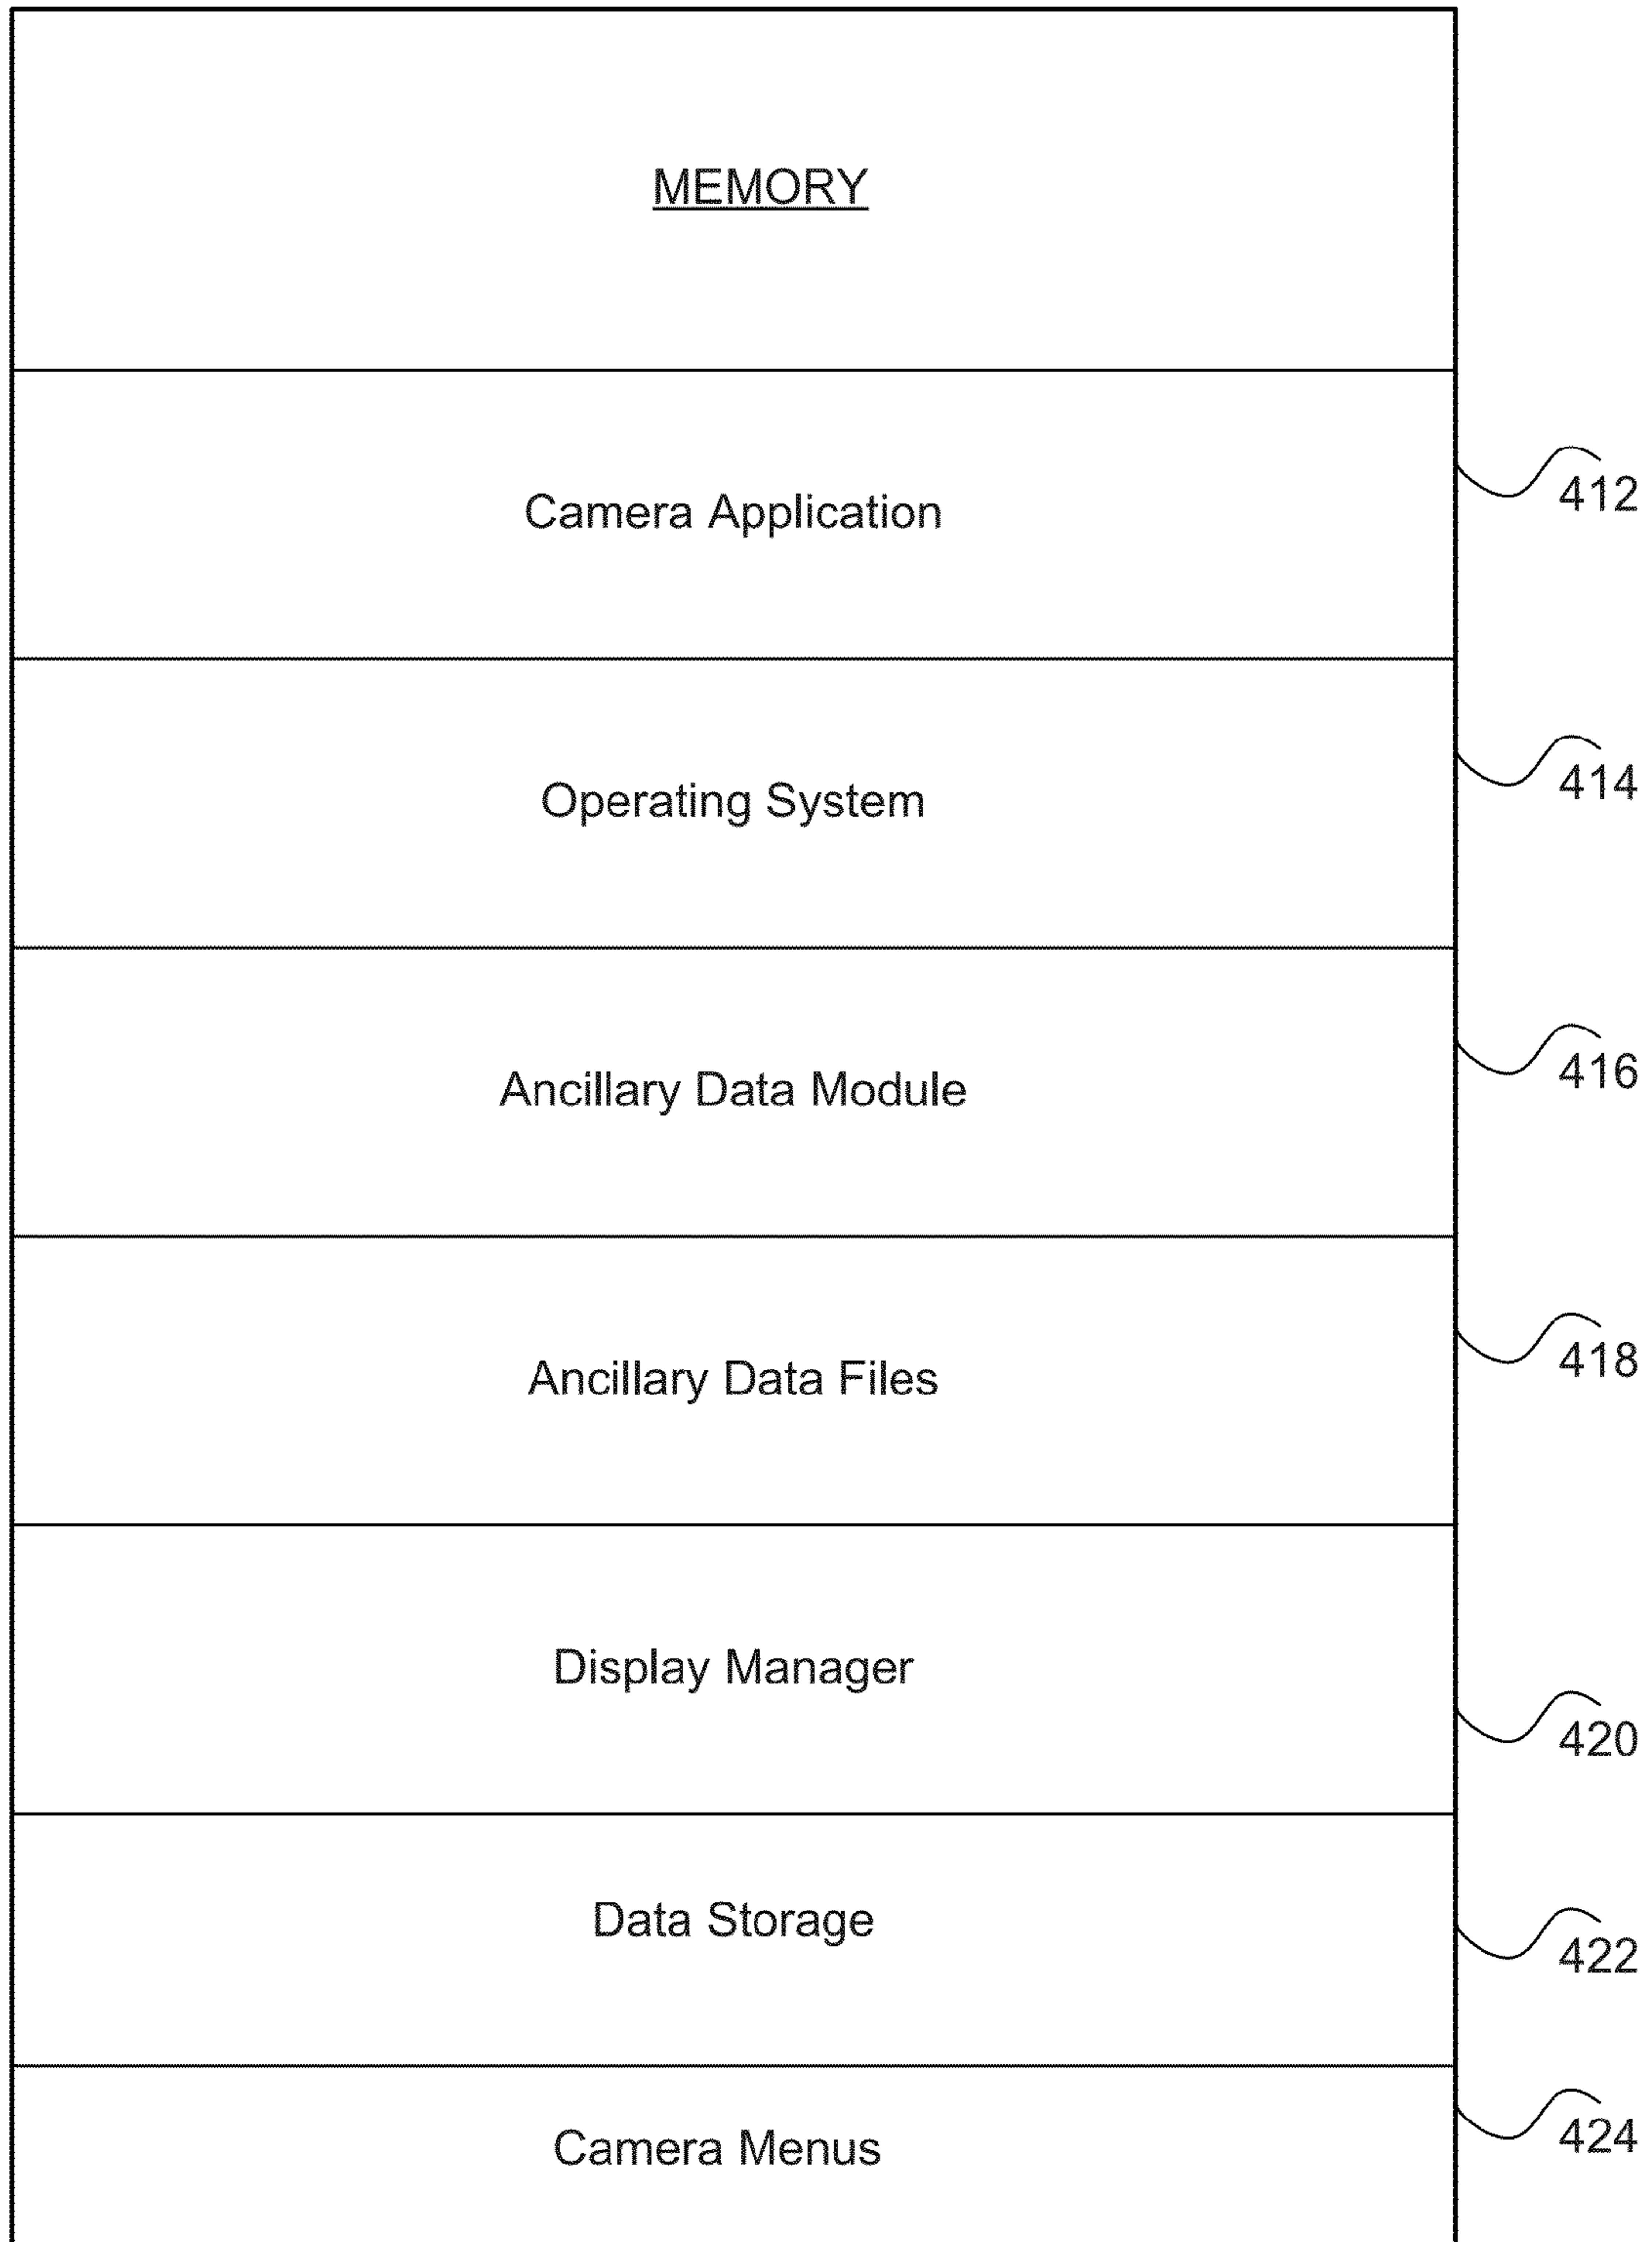 MEMORY
Camera Application
412
Operating System
414
Ancillary Data Module
416
Ancillary Data Files
418
Display Manager
420
Data Storage
422
Camera Menus
424